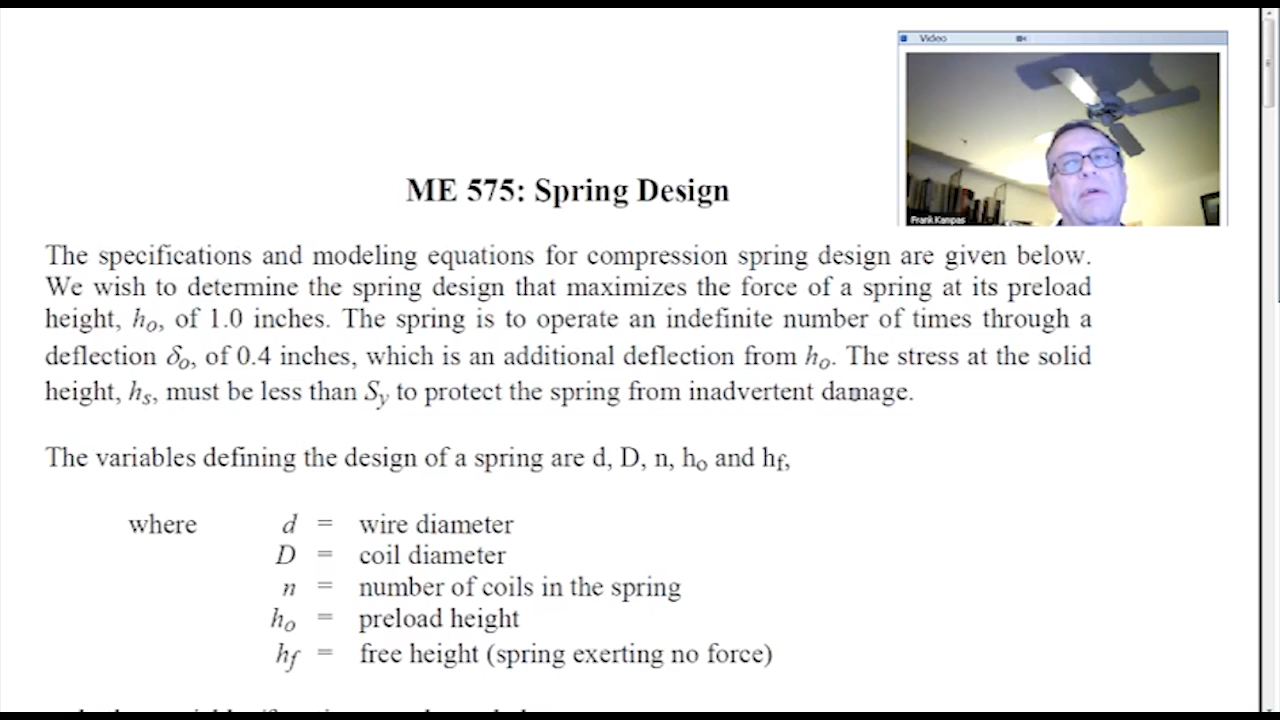 Video
Frank Kampas
ME 575: Spring Design
The specifications and modeling equations for compression spring design are given below.
We wish to determine the spring design that maximizes the force of a spring at its preload
height, hₒ, of 1.0 inches. The spring is to operate an indefinite number of times through a
deflection δₒ, of 0.4 inches, which is an additional deflection from hₒ. The stress at the solid
height, hₛ, must be less than Sy to protect the spring from inadvertent damage.
The variables defining the design of a spring are d, D, n, hₒ and hf,
where d = wire diameter
D = coil diameter
n = number of coils in the spring
hₒ = preload height
hf = free height (spring exerting no force)